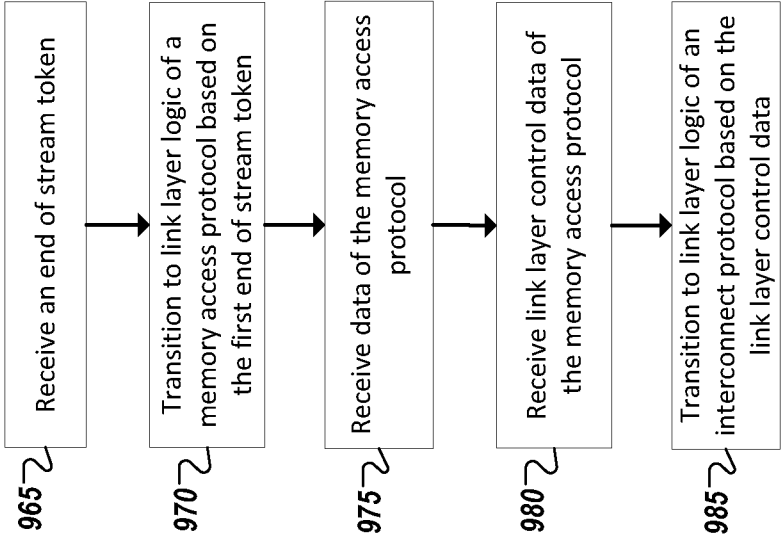 965
Receive an end of stream token
970
Transition to link layer logic of a
memory access protocol based on
the first end of stream token
975
Receive data of the memory access
protocol
980
Receive link layer control data of
the memory access protocol
985
Transition to link layer logic of an
interconnect protocol based on the
link layer control data